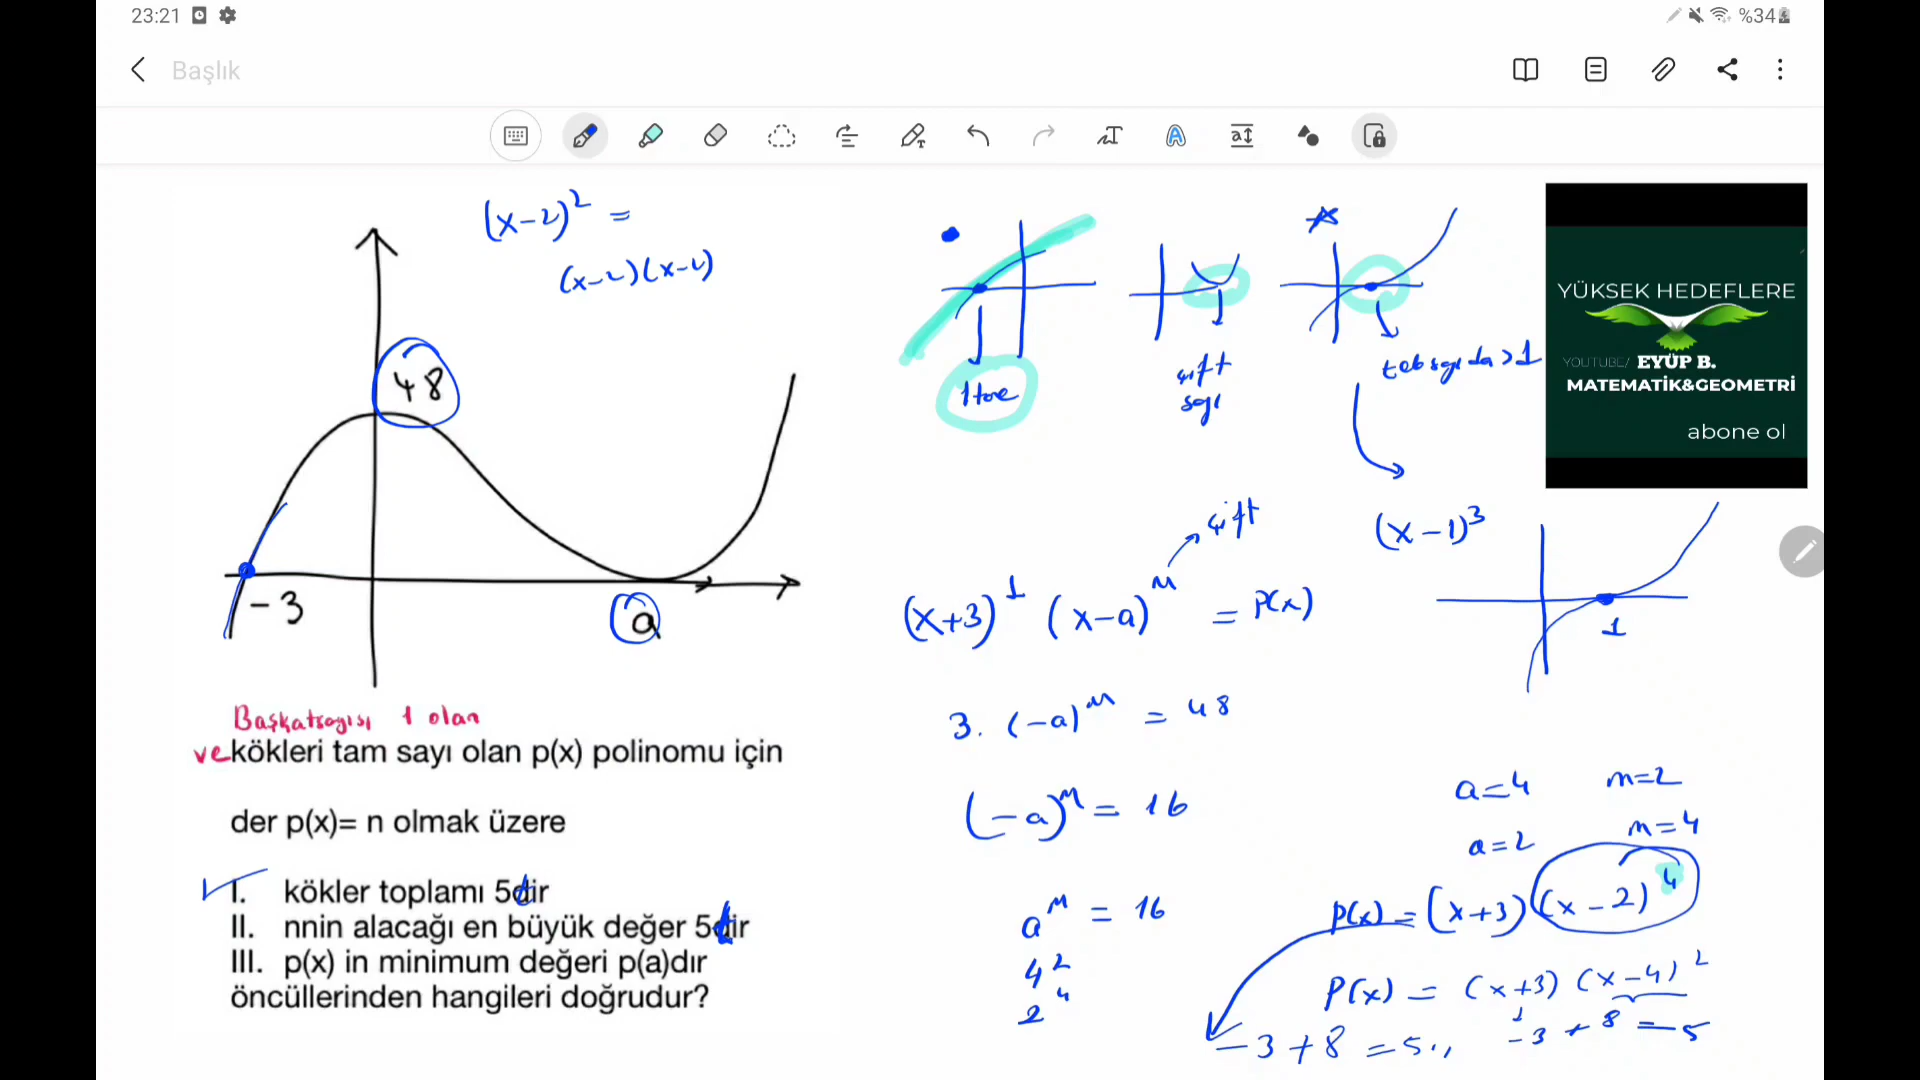 23:21
%34
Başlık
(x-2)² =
(x-2)(x-2)
48
-3
a
1 tane
çift
sayı
tek sayıda >1
YÜKSEK HEDEFLERE
YOUTUBE/ EYÜP B.
MATEMATİK&GEOMETRİ
abone ol
çift
(x-1)³
(x+3)¹ (x-a)ᵐ = P(x)
1
3. (-a)ᵐ = 48
(-a)ᵐ = 16
aᵐ = 16
4²
2⁴
a=4 m=2
a=2 m=4
p(x) = (x+3)(x-2)⁴
P(x) = (x+3)(x-4)²
-3+8=5
-3 + 8 = 5
Başkatsayısı 1 olan
ve kökleri tam sayı olan p(x) polinomu için
der p(x)= n olmak üzere
I. kökler toplamı 5tir
II. nnin alacağı en büyük değer 5tir
III. p(x) in minimum değeri p(a)dır
öncüllerinden hangileri doğrudur?